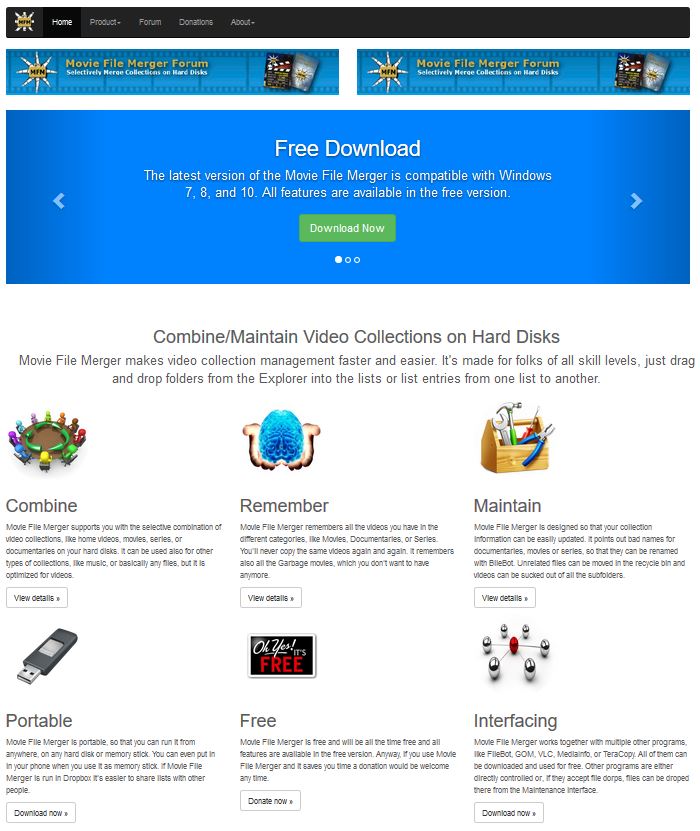 MFM
Home
Product
Forum
Donations
About
Movie File Merger Forum
Selectively Merge Collections on Hard Disks
MFM
Movie File Merger Forum
Selectively Merge Collections on Hard Disks
MFM
Free Download
The latest version of the Movie File Merger is compatible with Windows
7, 8, and 10. All features are available in the free version.
Download Now
Combine/Maintain Video Collections on Hard Disks
Movie File Merger makes video collection management faster and easier. It's made for folks of all skill levels, just drag
and drop folders from the Explorer into the lists or list entries from one list to another.
Combine
Movie File Merger supports you with the selective combination of
video collections, like home videos, movies, series, or
documentaries on your hard disks. It can be used also for other
types of collections, like music, or basically any files, but it is
optimized for videos.
View details »
Remember
Movie File Merger remembers all the videos you have in the
different categories, like Movies, Documentaries, or Series.
You'll never copy the same videos again and again. It remembers
also all the Garbage movies, which you don't want to have
anymore.
View details »
Maintain
Movie File Merger is designed so that your collection
information can be easily updated. It points out bad names for
documentaries, movies or series, so that they can be renamed
with BlleBot. Unrelated files can be moved in the recycle bin and
videos can be sucked out of all the subfolders.
View details »
Portable
Movie File Merger is portable, so that you can run it from
anywhere, on any hard disk or memory stick. You can even put in
in your phone when you use it as memory stick. If Movie File
Merger is run in Dropbox it's easier to share lists with other
people.
Download now »
Oh Yes!
IT'S
FREE
Free
Movie File Merger is free and will be all the time free and all
features are available in the free version. Anyway, if you use Movie
File Merger and it saves you time a donation would be welcome
any time.
Donate now »
Interfacing
Movie File Merger works together with multiple other programs,
like FileBot, GOM, VLC, MediaInfo, or TeraCopy. All of them can
be downloaded and used for free. Other programs are either
directly controlled or, if they accept file dorps, files can be droped
there from the Maintenance interface.
Download now »